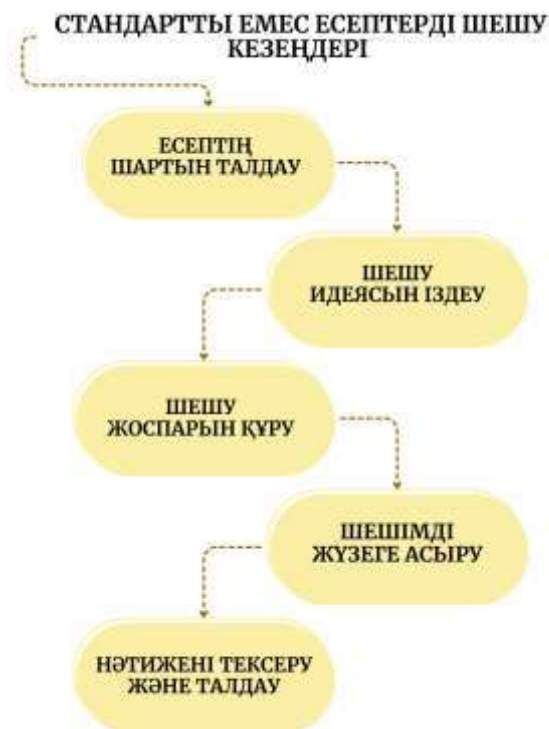 СТАНДАРТТЫ ЕМЕС ЕСЕПТЕРДІ ШЕШУ
КЕЗЕҢДЕРІ
ЕСЕПТІҢ
ШАРТЫН ТАЛДАУ
ШЕШУ
ИДЕЯСЫН ІЗДЕУ
ШЕШУ
ЖОСПАРЫН ҚҰРУ
ШЕШІМДІ
ЖҮЗЕГЕ АСЫРУ
НӘТИЖЕНІ ТЕКСЕРУ
ЖӘНЕ ТАЛДАУ